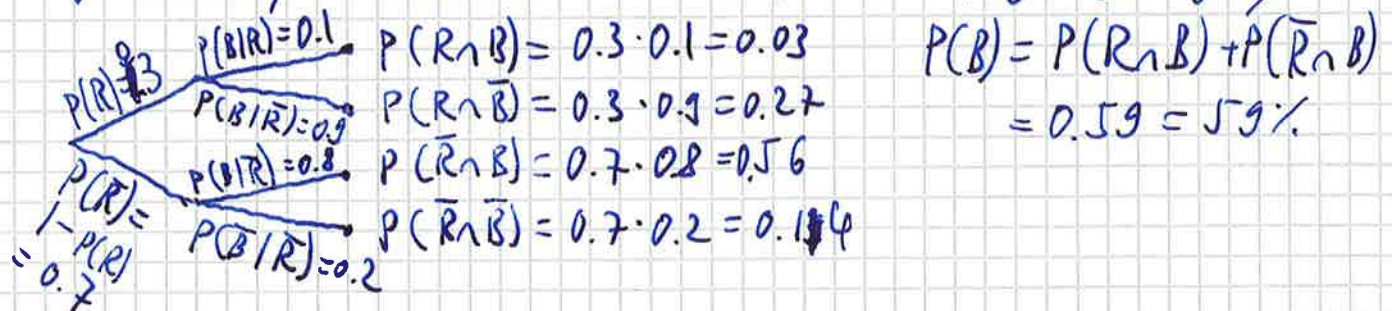 P(R)=0.3
P(B|R)=0.1
P(R∩B) = 0.3·0.1=0.03
P(B) = P(R∩B)+P(R̅∩B)
P(B/R̅)=0.9
P(R∩B̅) = 0.3·0.9=0.27
= 0.59 = 59%
P(R̅)=
1-P(R)
= 0.7
P(B|R̅)=0.8
P(R̅∩B) = 0.7·08=0.56
P(B̅/R̅)=0.2
P(R̅∩B̅) = 0.7·0.2=0.14